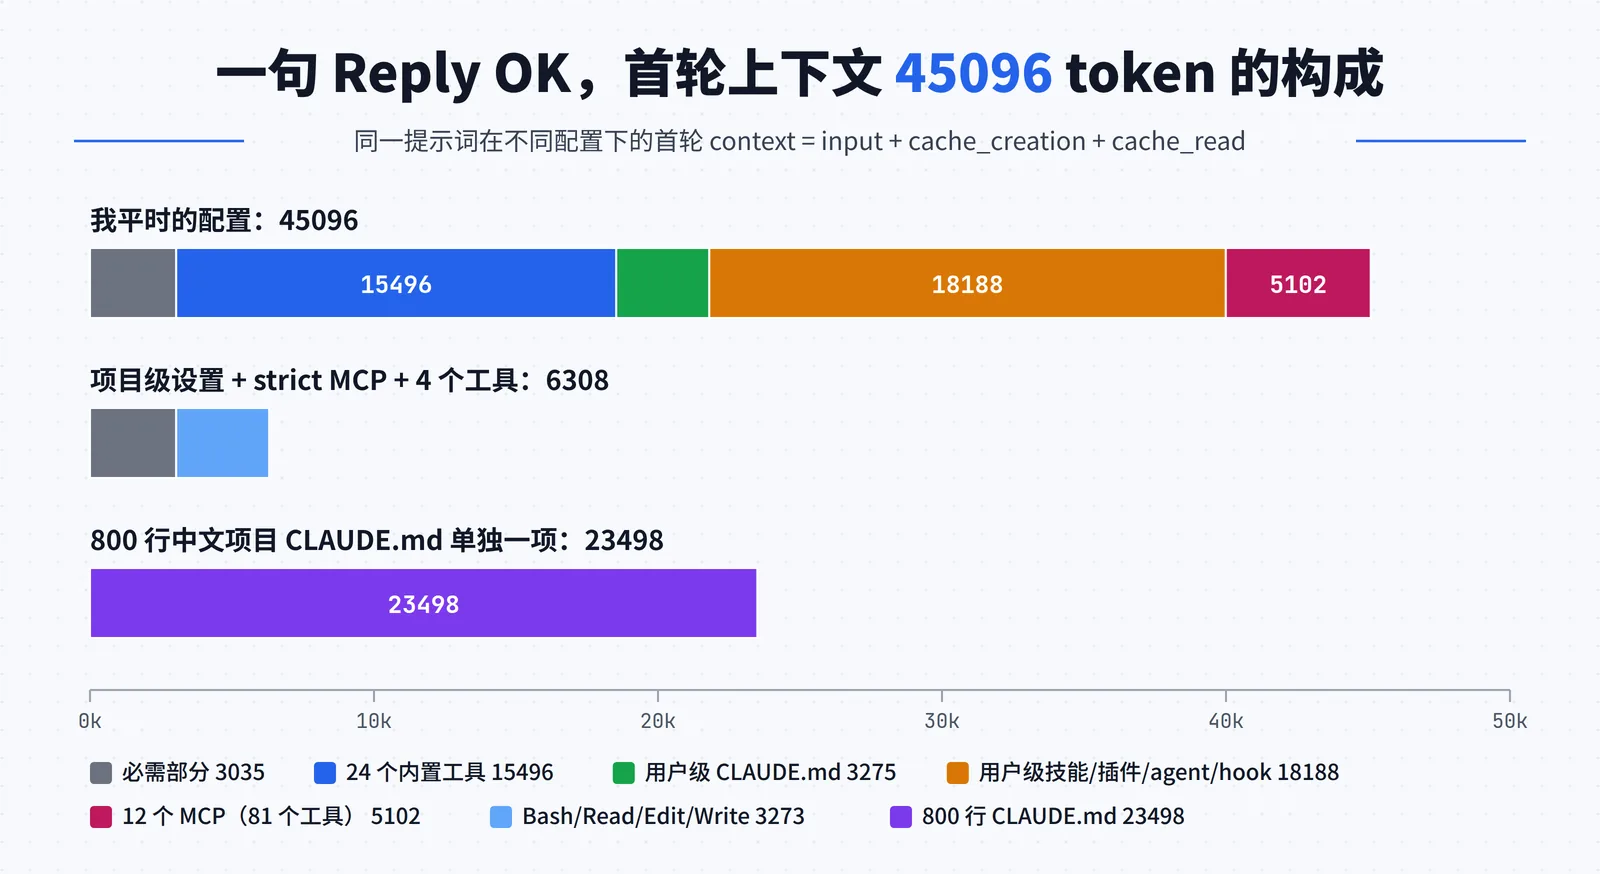 一句 Reply OK，首轮上下文 45096 token 的构成
同一提示词在不同配置下的首轮 context = input + cache_creation + cache_read
我平时的配置：45096
15496
18188
5102
项目级设置 + strict MCP + 4 个工具：6308
800 行中文项目 CLAUDE.md 单独一项：23498
23498
0k 10k 20k 30k 40k 50k
必需部分 3035 24 个内置工具 15496 用户级 CLAUDE.md 3275 用户级技能/插件/agent/hook 18188
12 个 MCP（81 个工具） 5102 Bash/Read/Edit/Write 3273 800 行 CLAUDE.md 23498